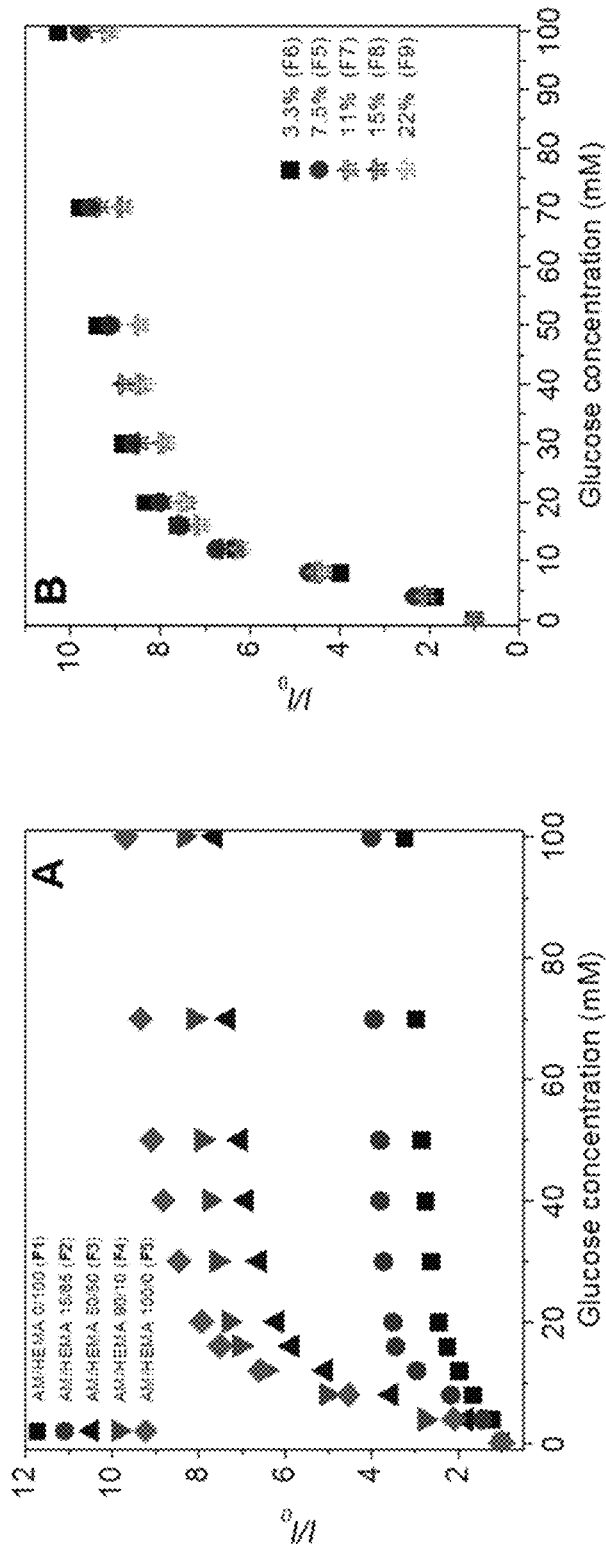 A
AM/HEMA 0/100 (F1)
AM/HEMA 15/85 (F2)
AM/HEMA 50/50 (F3)
AM/HEMA 90/10 (F4)
AM/HEMA 100/0 (F5)
12
10
8
6
4
2
I/I₀
0 20 40 60 80 100
Glucose concentration (mM)
B
3.3% (F6)
7.5% (F5)
11% (F7)
15% (F8)
22% (F9)
10
8
6
4
2
0
I/I₀
0 10 20 30 40 50 60 70 80 90 100
Glucose concentration (mM)